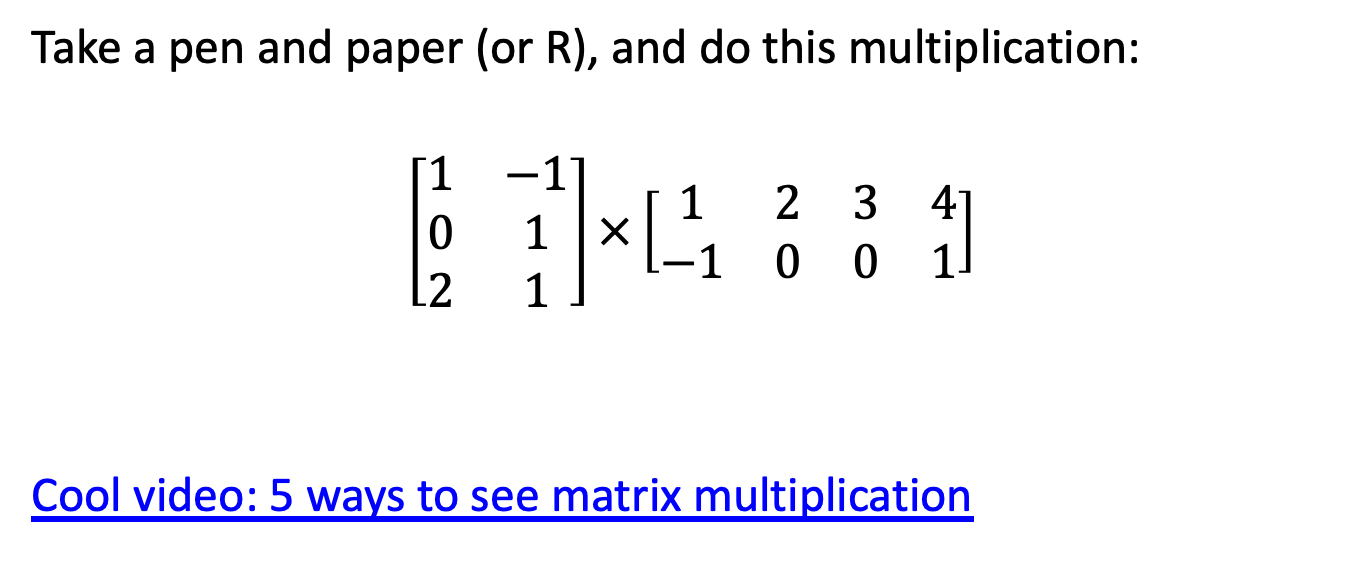 Take a pen and paper (or R), and do this multiplication:
[1 −1
0 1
2 1] × [1 2 3 4
−1 0 0 1]
Cool video: 5 ways to see matrix multiplication